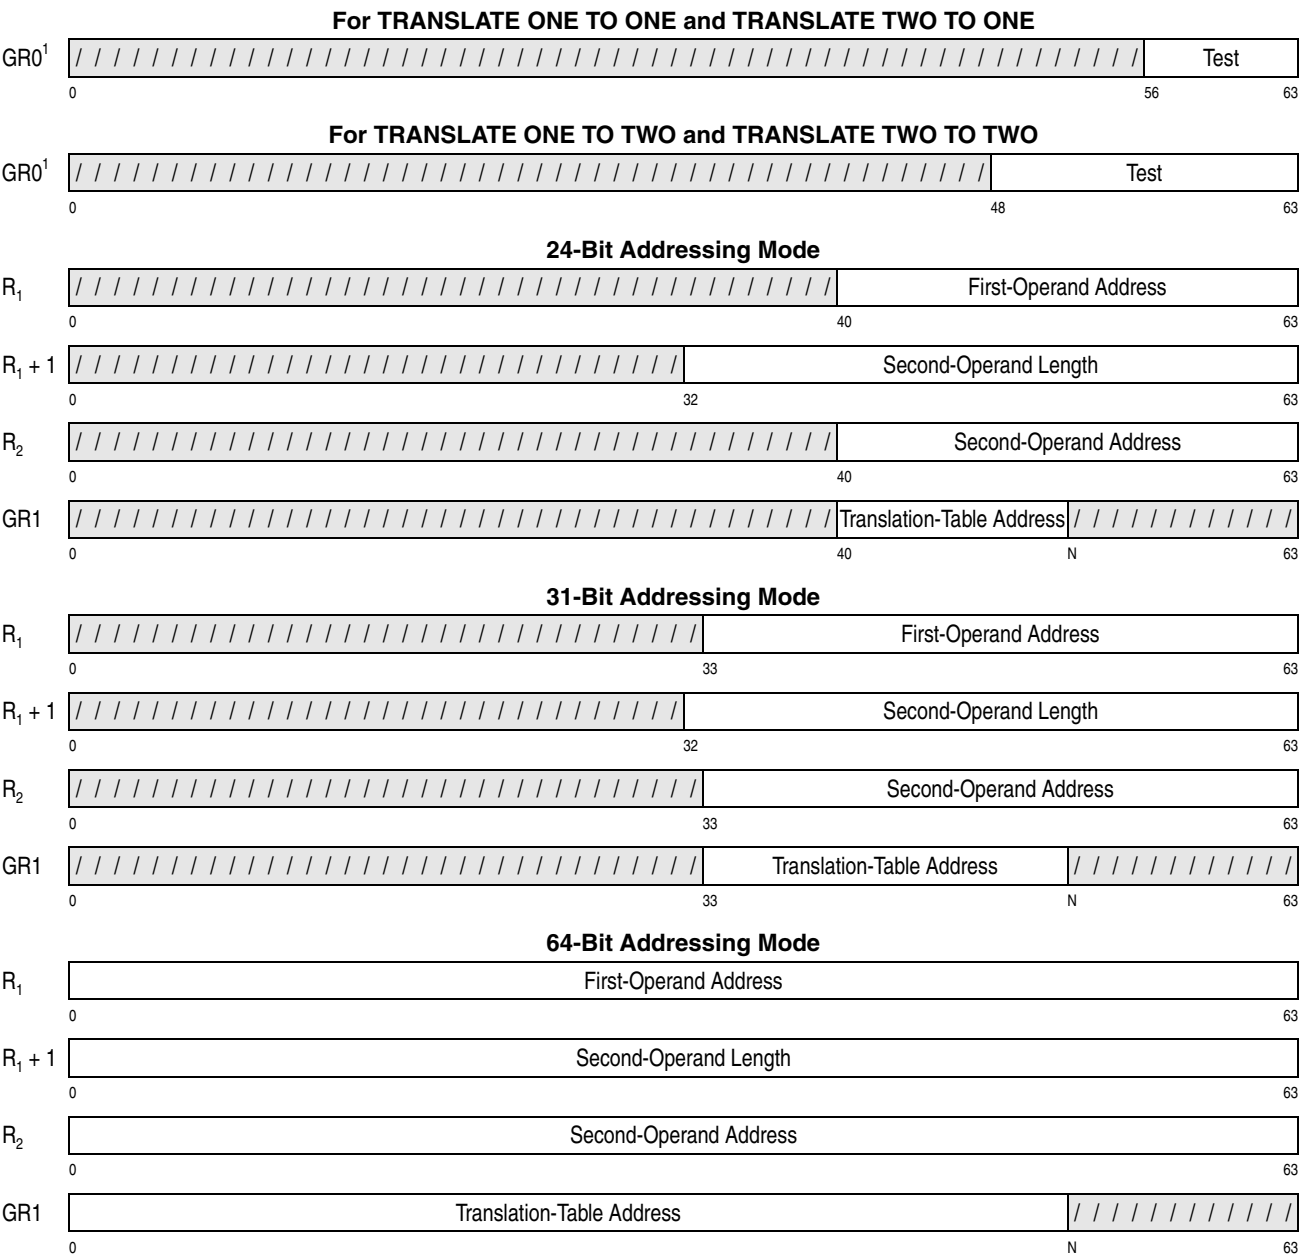 For TRANSLATE ONE TO ONE and TRANSLATE TWO TO ONE
GR0¹ / / / / / / / / / / / / / / / / / / / / / / / / / / / / / / / / / / / / / / / / / / / / / / / / / / / / / / / / Test
0 56 63
For TRANSLATE ONE TO TWO and TRANSLATE TWO TO TWO
GR0¹ / / / / / / / / / / / / / / / / / / / / / / / / / / / / / / / / / / / / / / / / / / / / / / / / Test
0 48 63
24-Bit Addressing Mode
R₁ / / / / / / / / / / / / / / / / / / / / / / / / / / / / / / / / / / / / / / / / First-Operand Address
0 40 63
R₁ + 1 / / / / / / / / / / / / / / / / / / / / / / / / / / / / / / / / Second-Operand Length
0 32 63
R₂ / / / / / / / / / / / / / / / / / / / / / / / / / / / / / / / / / / / / / / / / Second-Operand Address
0 40 63
GR1 / / / / / / / / / / / / / / / / / / / / / / / / / / / / / / / / / / / / / / / / Translation-Table Address / / / / / / / / / / / /
0 40 N 63
31-Bit Addressing Mode
R₁ / / / / / / / / / / / / / / / / / / / / / / / / / / / / / / / / / First-Operand Address
0 33 63
R₁ + 1 / / / / / / / / / / / / / / / / / / / / / / / / / / / / / / / / Second-Operand Length
0 32 63
R₂ / / / / / / / / / / / / / / / / / / / / / / / / / / / / / / / / / Second-Operand Address
0 33 63
GR1 / / / / / / / / / / / / / / / / / / / / / / / / / / / / / / / / / Translation-Table Address / / / / / / / / / / / /
0 33 N 63
64-Bit Addressing Mode
R₁ First-Operand Address
0 63
R₁ + 1 Second-Operand Length
0 63
R₂ Second-Operand Address
0 63
GR1 Translation-Table Address / / / / / / / / / / / /
0 N 63